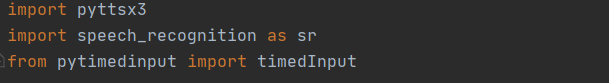 import pyttsx3
import speech_recognition as sr
from pytimedinput import timedInput